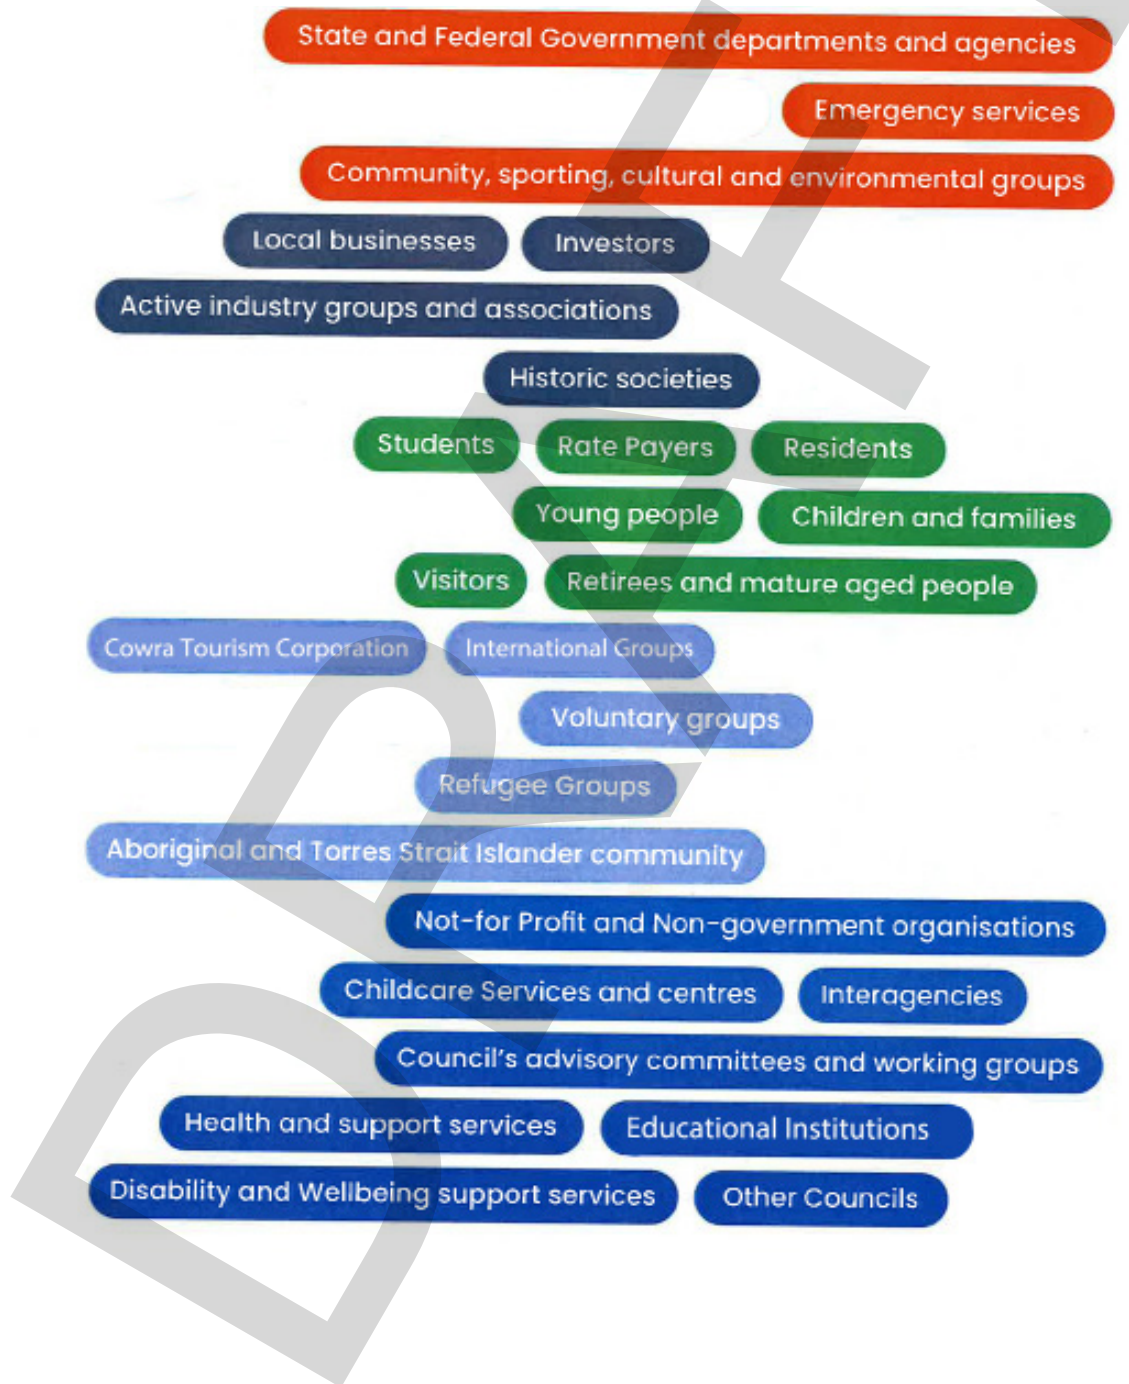 State and Federal Government departments and agencies
Emergency services
Community, sporting, cultural and environmental groups
Local businesses
Investors
Active industry groups and associations
Historic societies
Students
Rate Payers
Residents
Young people
Children and families
Visitors
Retirees and mature aged people
Cowra Tourism Corporation
International Groups
Voluntary groups
Refugee Groups
Aboriginal and Torres Strait Islander community
Not-for Profit and Non-government organisations
Childcare Services and centres
Interagencies
Council's advisory committees and working groups
Health and support services
Educational Institutions
Disability and Wellbeing support services
Other Councils
DRAFT